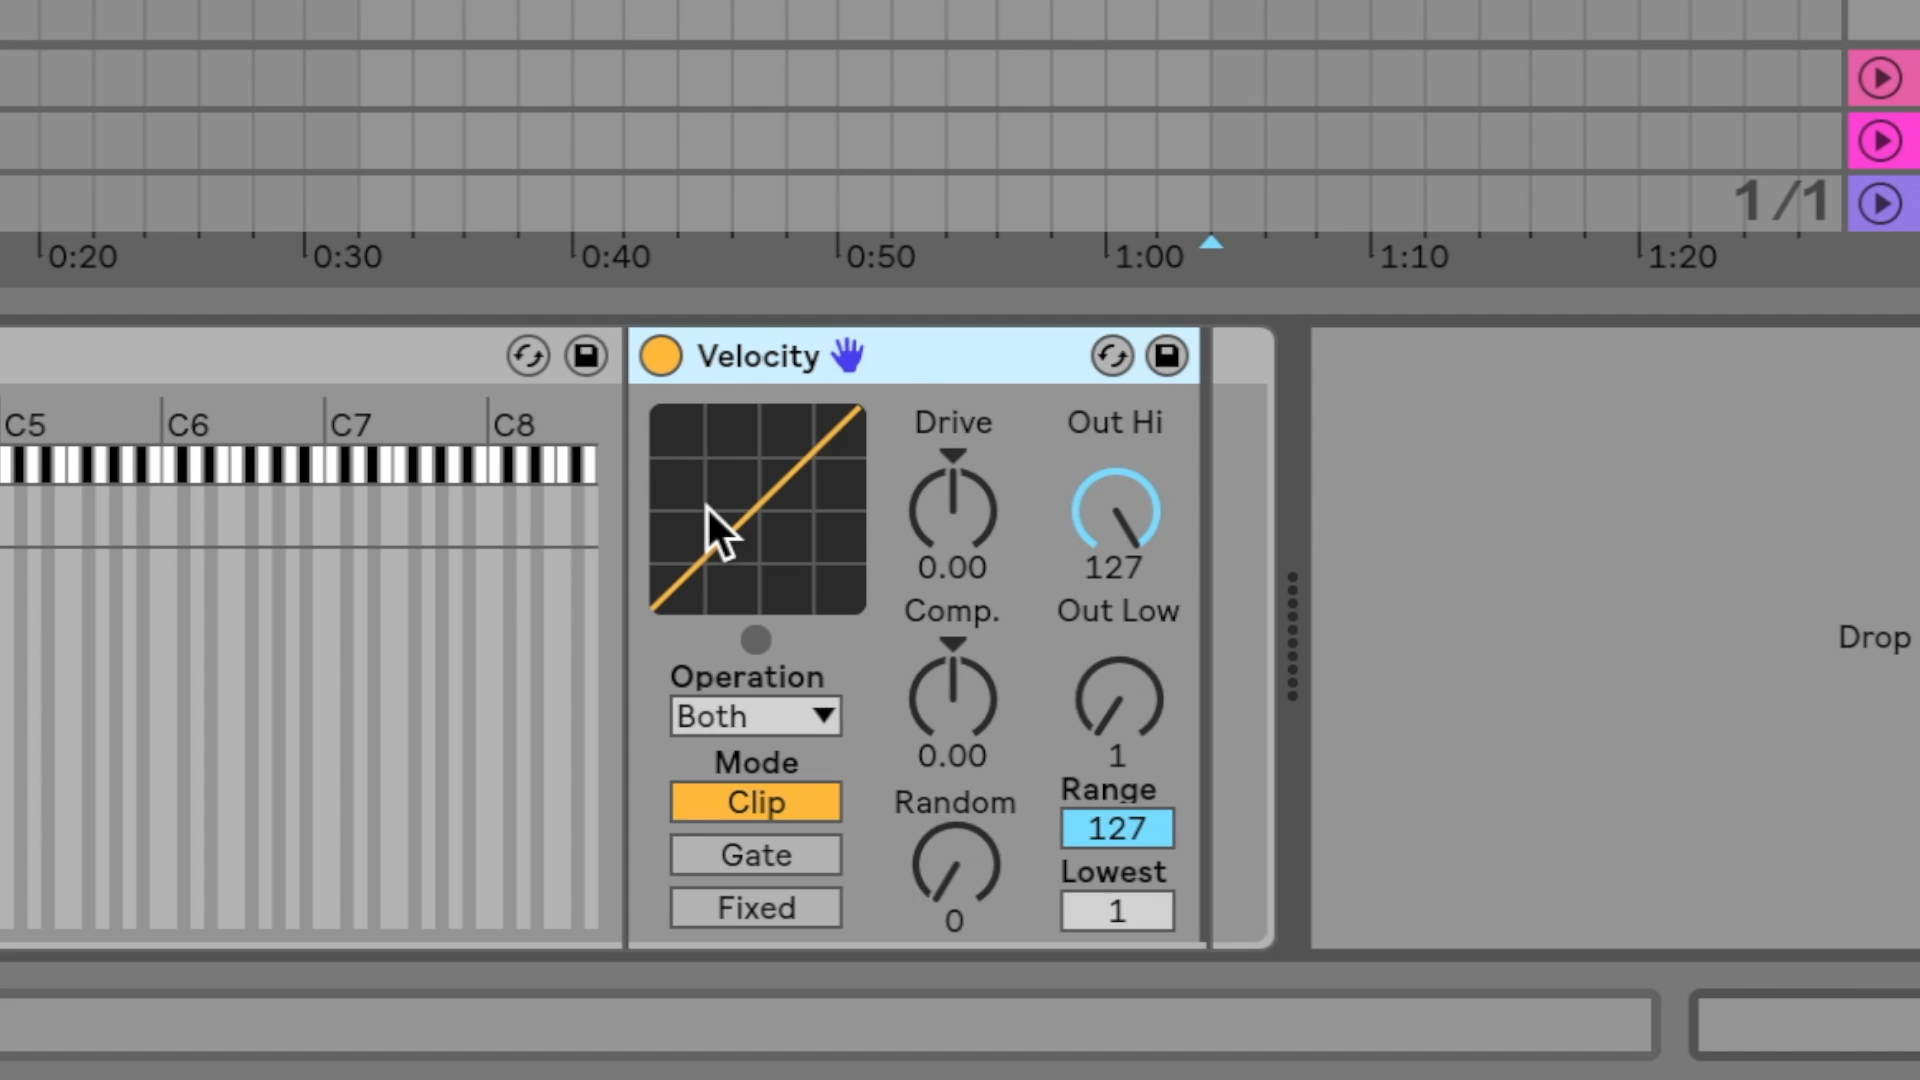 1/1
0:20 0:30 0:40 0:50 1:00 1:10 1:20
Velocity
C5 C6 C7 C8
Drive
Out Hi
0.00
127
Comp.
Out Low
0.00
1
Operation
Both
Mode
Clip
Gate
Fixed
Random
0
Range
127
Lowest
1
Drop